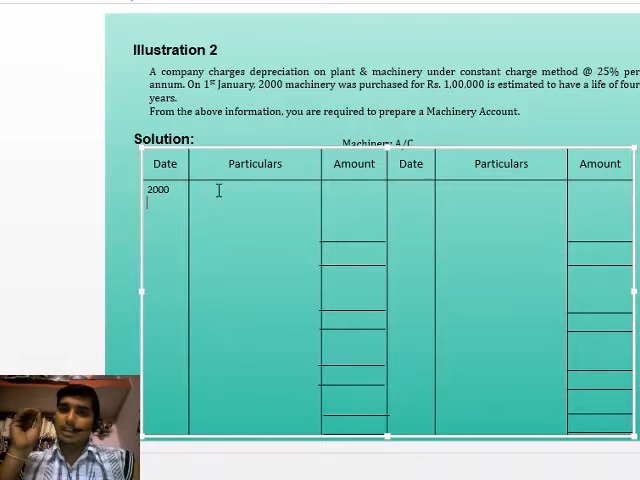 Illustration 2
A company charges depreciation on plant & machinery under constant charge method @ 25% per
annum. On 1st January, 2000 machinery was purchased for Rs. 1,00,000 is estimated to have a life of four
years.
From the above information, you are required to prepare a Machinery Account.
Solution:
Machinery A/C
Date Particulars Amount Date Particulars Amount
2000